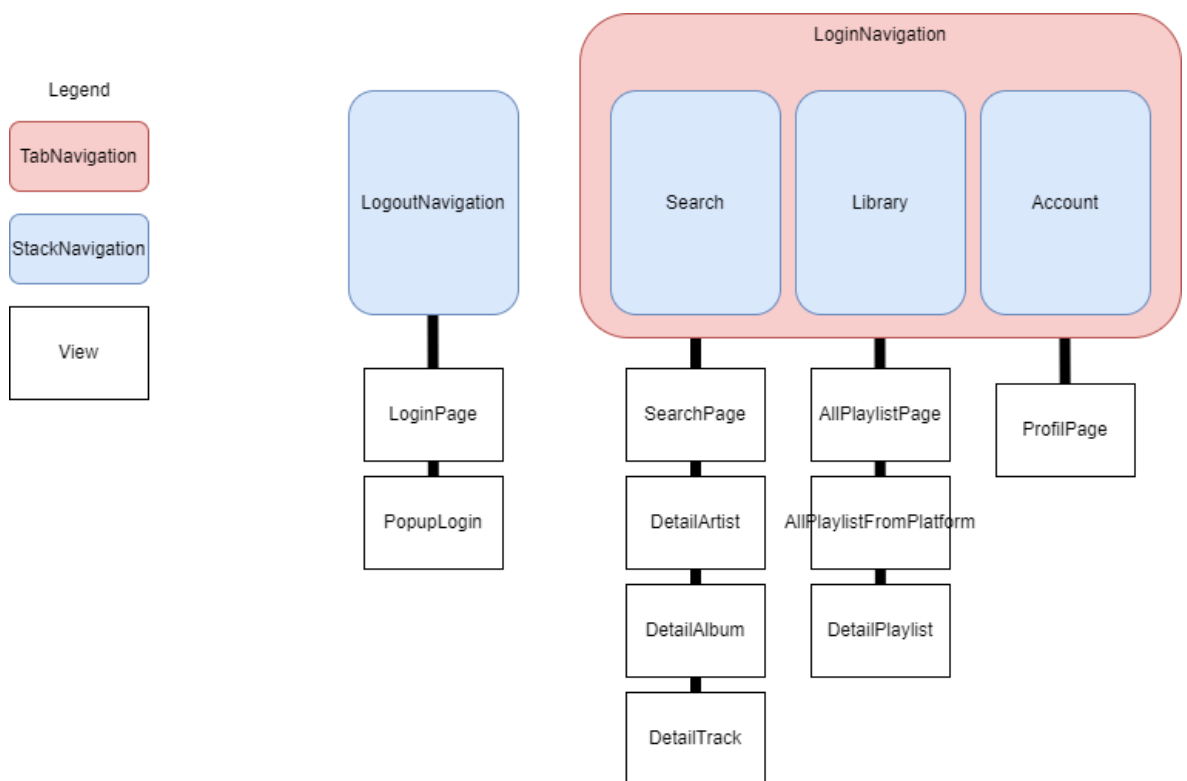 LoginNavigation
Legend
TabNavigation
LogoutNavigation
Search
Library
Account
StackNavigation
View
LoginPage
SearchPage
AllPlaylistPage
ProfilPage
PopupLogin
DetailArtist
AllPlaylistFromPlatform
DetailAlbum
DetailPlaylist
DetailTrack